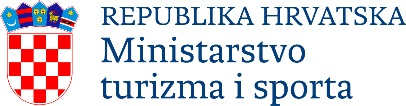 REPUBLIKA HRVATSKA
Ministarstvo
turizma i sporta